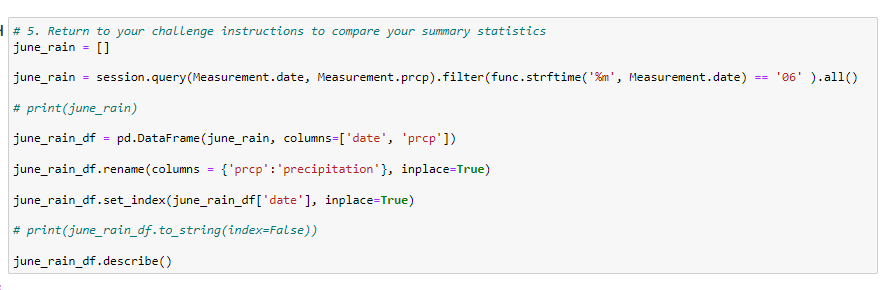 # 5. Return to your challenge instructions to compare your summary statistics
june_rain = []
june_rain = session.query(Measurement.date, Measurement.prcp).filter(func.strftime('%m', Measurement.date) == '06' ).all()
# print(june_rain)
june_rain_df = pd.DataFrame(june_rain, columns=['date', 'prcp'])
june_rain_df.rename(columns = {'prcp':'precipitation'}, inplace=True)
june_rain_df.set_index(june_rain_df['date'], inplace=True)
# print(june_rain_df.to_string(index=False))
june_rain_df.describe()